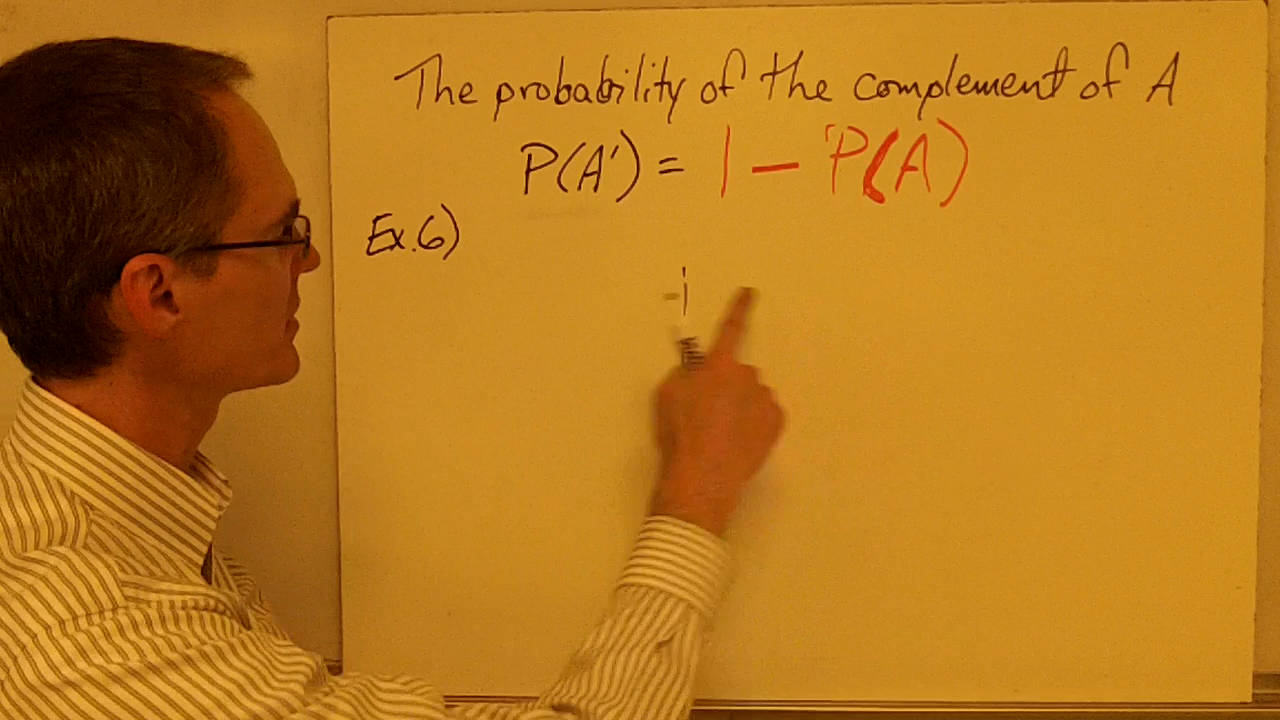 The probability of the complement of A
P(A') = 1 - P(A)
Ex.6)